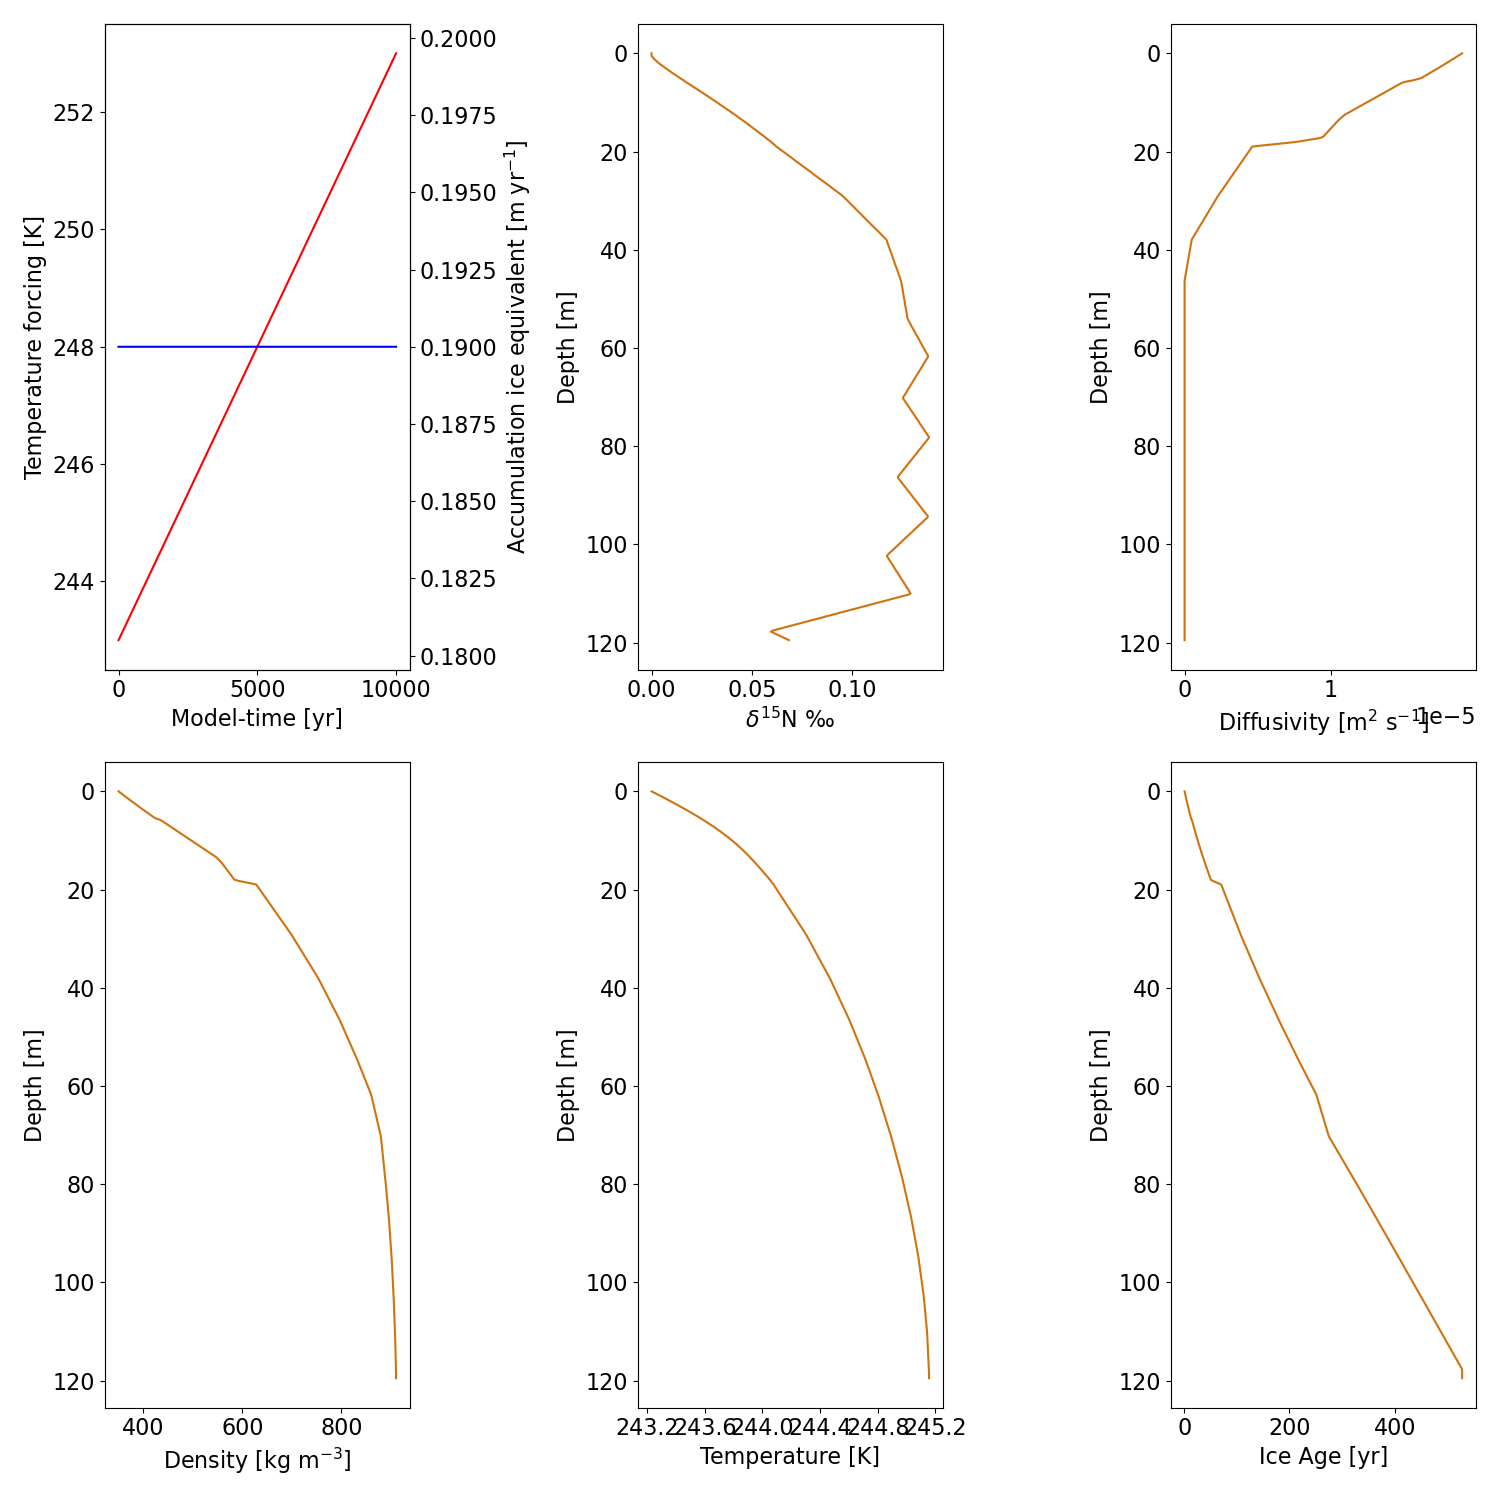 252
250
248
246
244
Temperature forcing [K]
0 5000 10000
Model-time [yr]
0.2000
0.1975
0.1950
0.1925
0.1900
0.1875
0.1850
0.1825
0.1800
Accumulation ice equivalent [m yr⁻¹]
0
20
40
60
80
100
120
Depth [m]
0.00 0.05 0.10
δ¹⁵N ‰
0
20
40
60
80
100
120
Depth [m]
0 1
1e−5
Diffusivity [m² s⁻¹]
0
20
40
60
80
100
120
Depth [m]
400 600 800
Density [kg m⁻³]
0
20
40
60
80
100
120
Depth [m]
243.2 243.6 244.0 244.4 244.8 245.2
Temperature [K]
0
20
40
60
80
100
120
Depth [m]
0 200 400
Ice Age [yr]